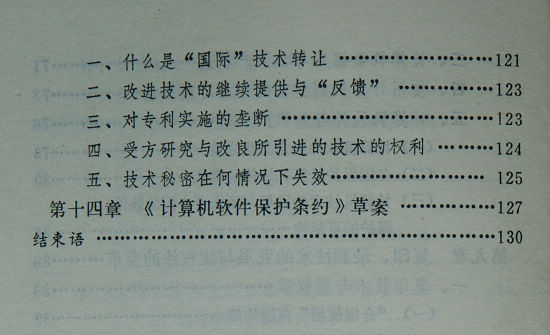 一、什么是“国际”技术转让 ……………………121
二、改进技术的继续提供与“反馈” ……………123
三、对专利实施的垄断……………………………123
四、受方研究与改良所引进的技术的权利 ………124
五、技术秘密在何情况下失效…………………… 125
第十四章 《计算机软件保护条约》草案 …………127
结束语 ……………………………………………………130